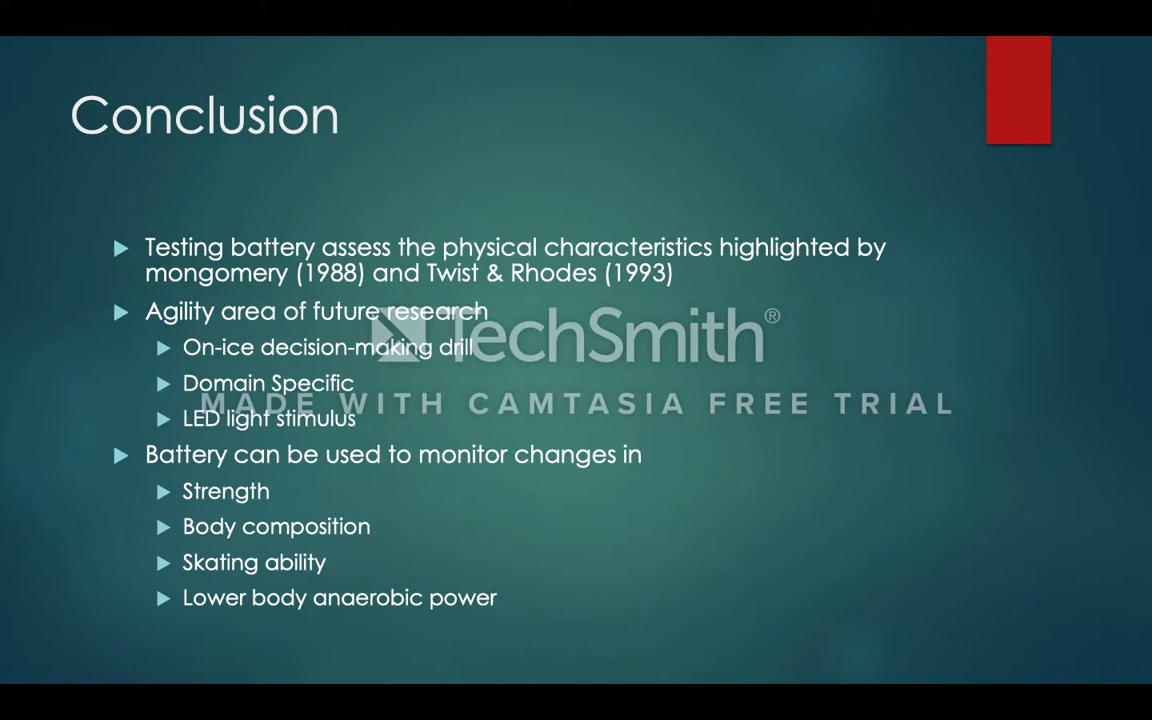 Conclusion
Testing battery assess the physical characteristics highlighted by
mongomery (1988) and Twist & Rhodes (1993)
Agility area of future research
TechSmith®
On-ice decision-making drill
Domain Specific
MADE WITH CAMTASIA FREE TRIAL
LED light stimulus
Battery can be used to monitor changes in
Strength
Body composition
Skating ability
Lower body anaerobic power